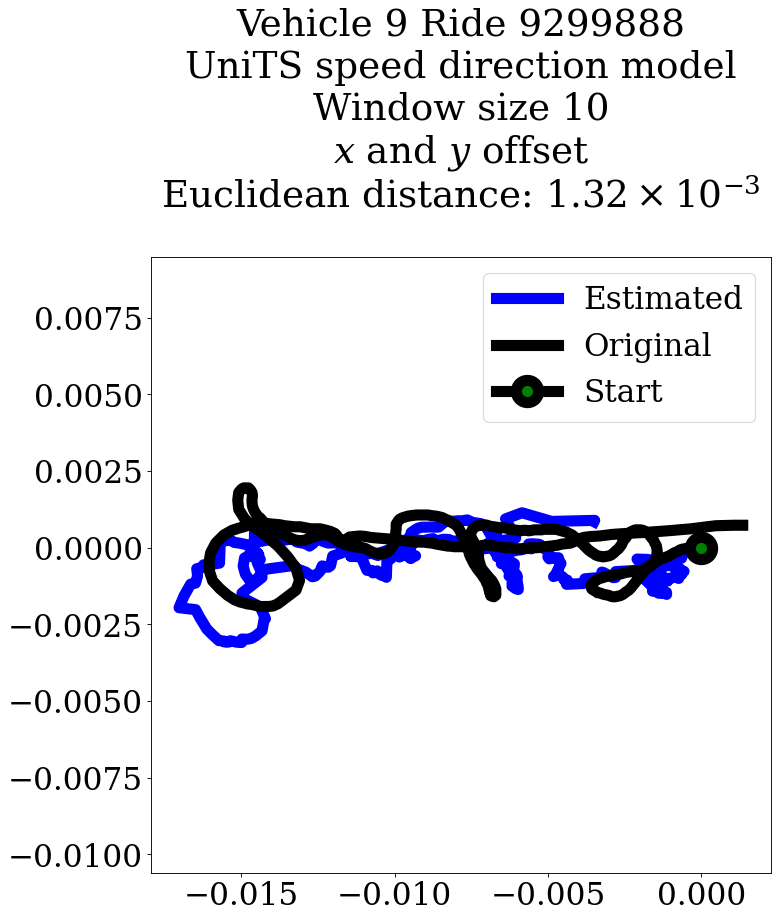 Vehicle 9 Ride 9299888
UniTS speed direction model
Window size 10
x and y offset
Euclidean distance: 1.32 × 10⁻³
Estimated
Original
Start
0.0075
0.0050
0.0025
0.0000
−0.0025
−0.0050
−0.0075
−0.0100
−0.015 −0.010 −0.005 0.000